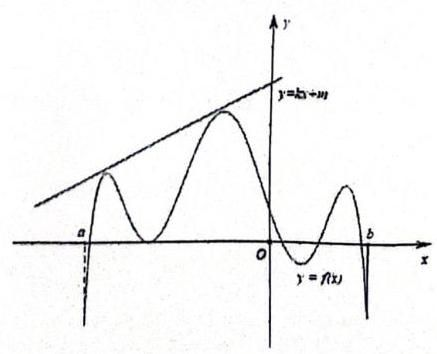 y
y=kx+m
a
b
O
x
y = f(x)